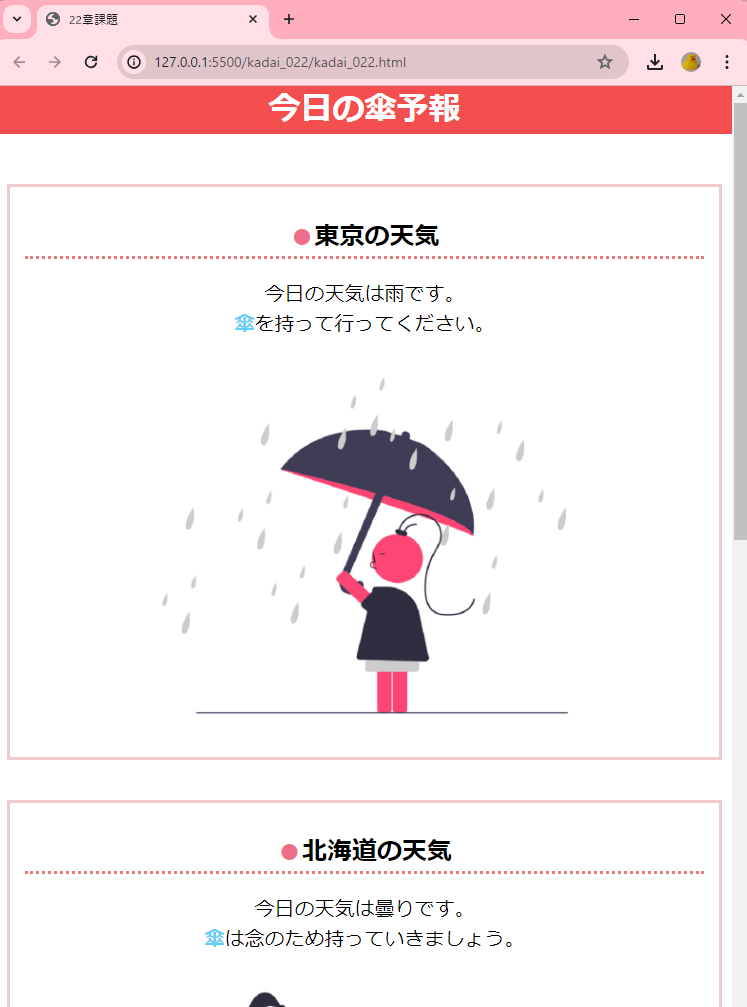 22章課題
127.0.0.1:5500/kadai_022/kadai_022.html
今日の傘予報
東京の天気
今日の天気は雨です。
傘を持って行ってください。
北海道の天気
今日の天気は曇りです。
傘は念のため持っていきましょう。